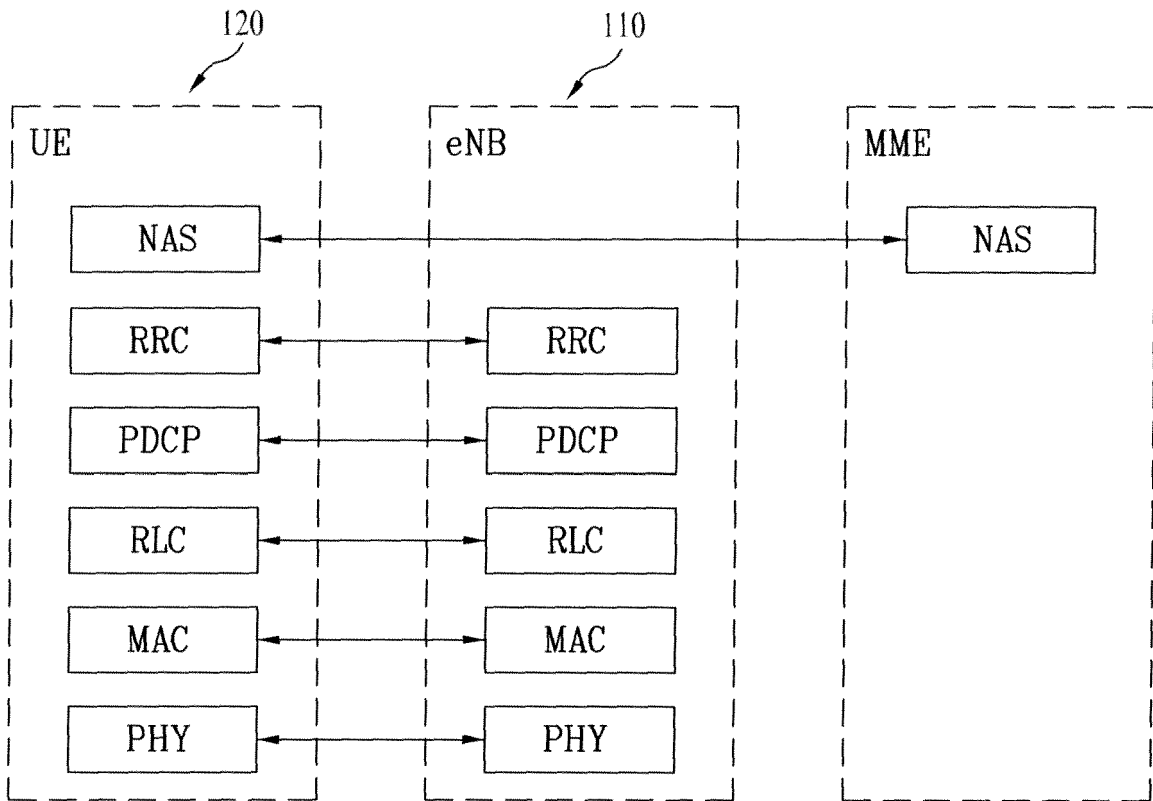 120
110
UE
eNB
MME
NAS
NAS
RRC
RRC
PDCP
PDCP
RLC
RLC
MAC
MAC
PHY
PHY